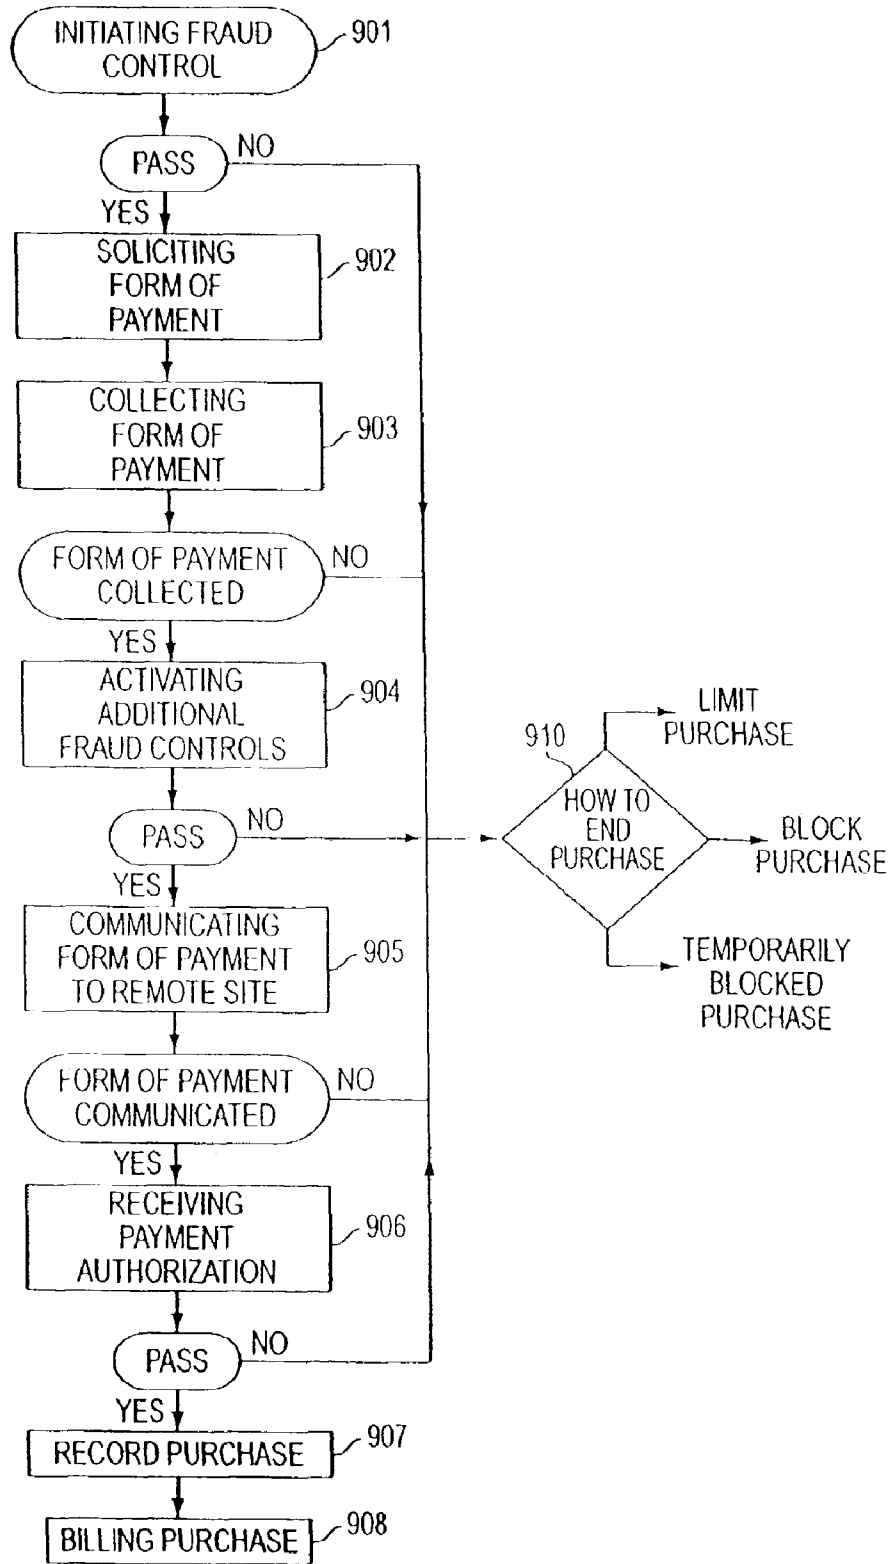 INITIATING FRAUD
CONTROL
901
PASS
NO
YES
SOLICITING
FORM OF
PAYMENT
902
COLLECTING
FORM OF
PAYMENT
903
FORM OF PAYMENT
COLLECTED
NO
YES
ACTIVATING
ADDITIONAL
FRAUD CONTROLS
904
PASS
NO
YES
COMMUNICATING
FORM OF PAYMENT
TO REMOTE SITE
905
FORM OF PAYMENT
COMMUNICATED
NO
YES
RECEIVING
PAYMENT
AUTHORIZATION
906
PASS
NO
YES
RECORD PURCHASE
907
BILLING PURCHASE
908
910
HOW TO
END
PURCHASE
LIMIT
PURCHASE
BLOCK
PURCHASE
TEMPORARILY
BLOCKED
PURCHASE